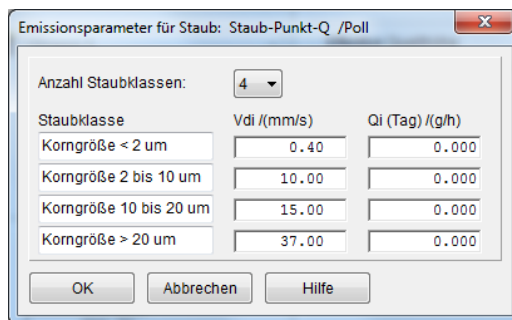 Emissionsparameter für Staub: Staub-Punkt-Q /Poll
Anzahl Staubklassen: 4
Staubklasse Vdi /(mm/s) Qi (Tag) /(g/h)
Korngröße < 2 um 0.40 0.000
Korngröße 2 bis 10 um 10.00 0.000
Korngröße 10 bis 20 um 15.00 0.000
Korngröße > 20 um 37.00 0.000
OK Abbrechen Hilfe